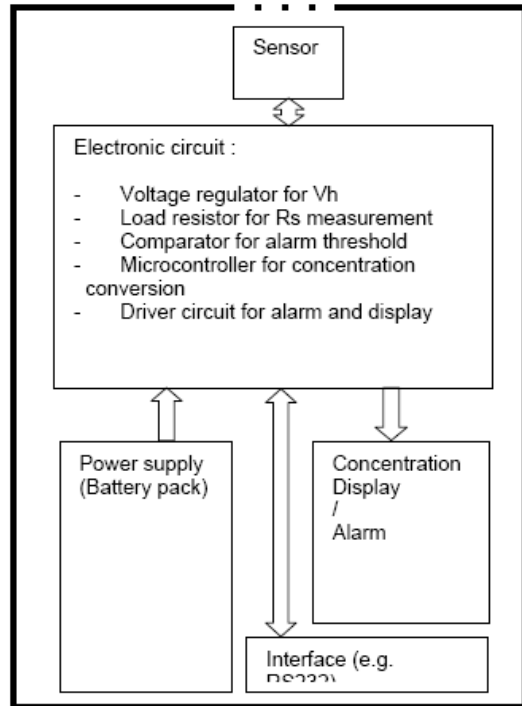 Sensor
Electronic circuit :
- Voltage regulator for Vh
- Load resistor for Rs measurement
- Comparator for alarm threshold
- Microcontroller for concentration
conversion
- Driver circuit for alarm and display
Power supply
(Battery pack)
Concentration
Display
/
Alarm
Interface (e.g.
RS232)